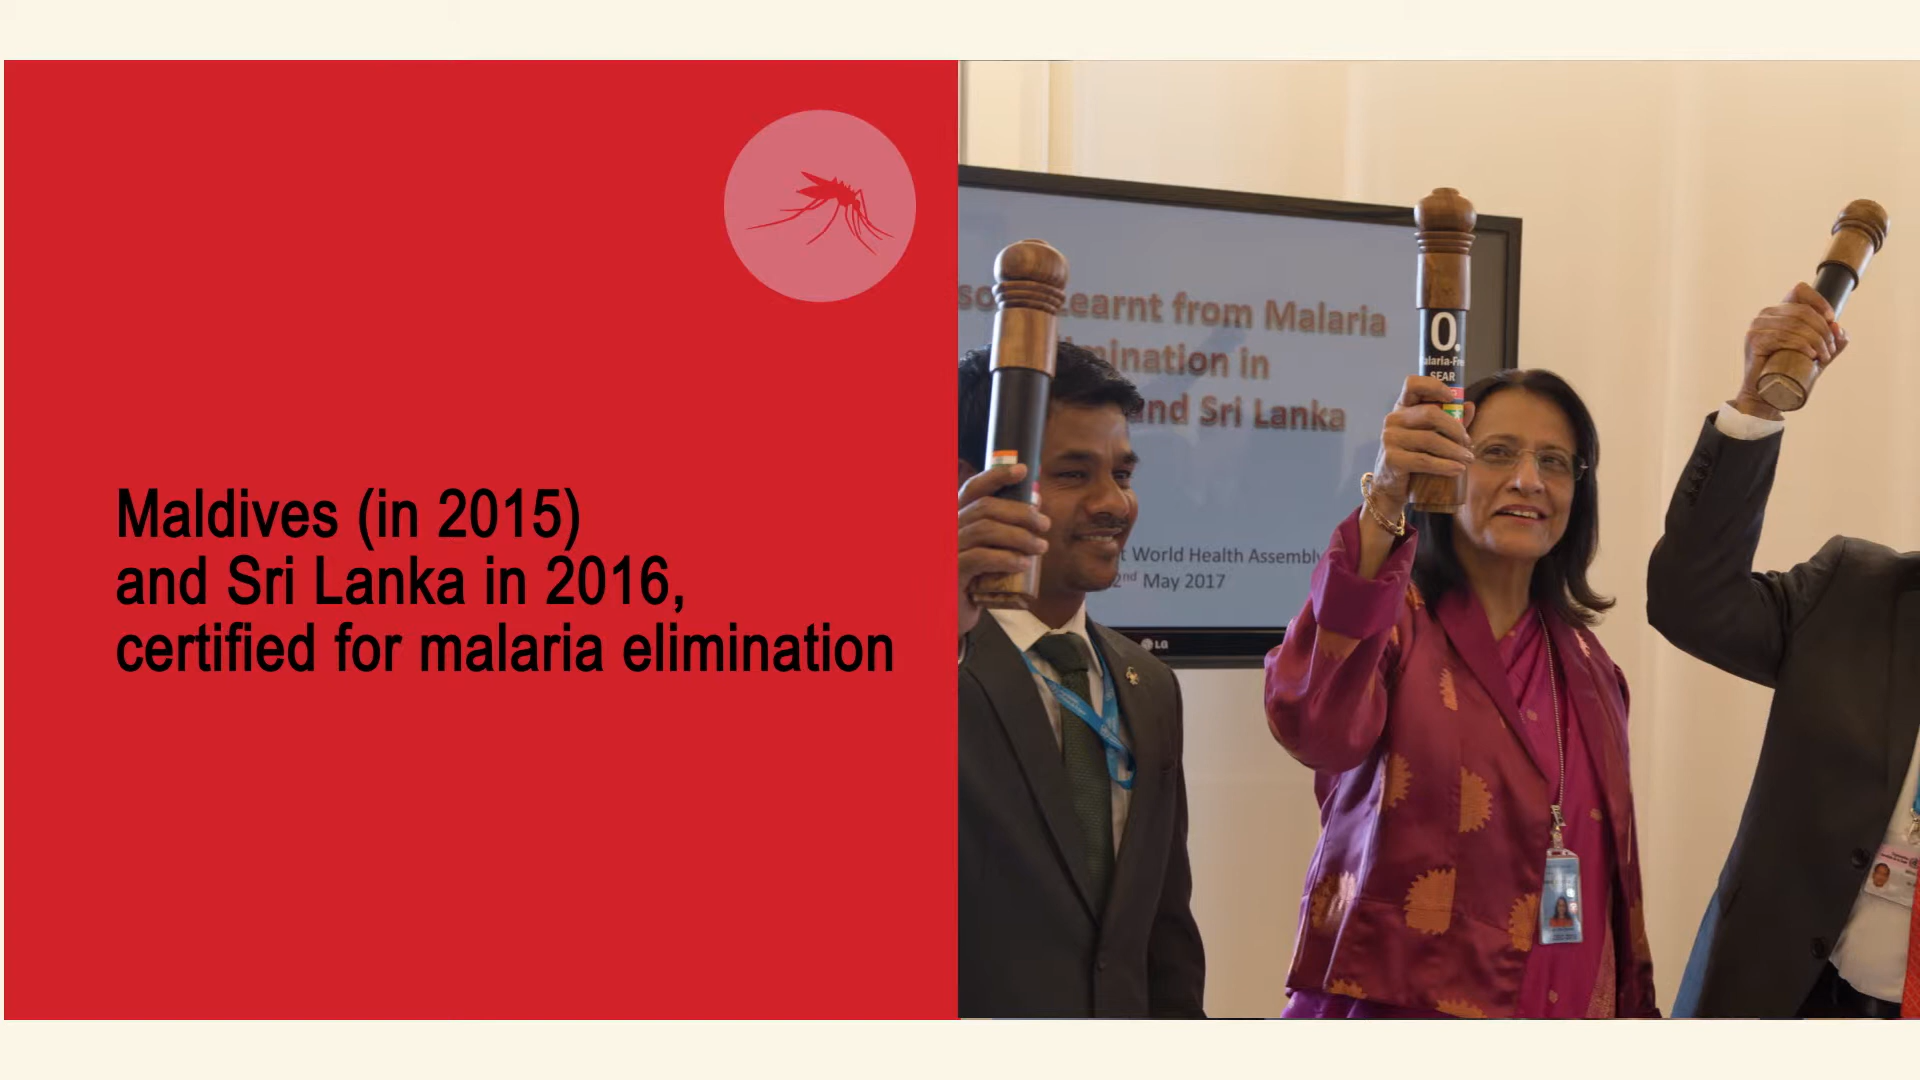 Maldives (in 2015)
and Sri Lanka in 2016,
certified for malaria elimination
Learnt from Malaria
in
and Sri Lanka
World Health Assembly
May 2017
LG
0.
SEAR